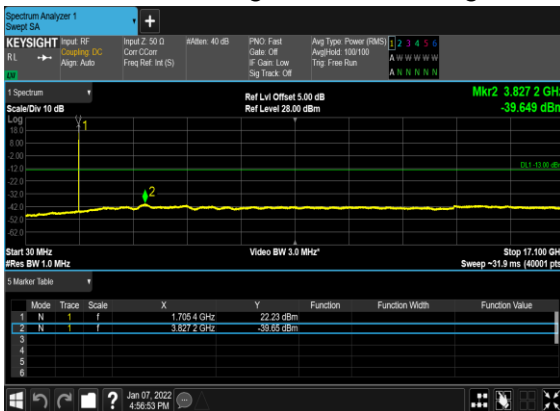 Spectrum Analyzer 1
Swept SA
KEYSIGHT Input: RF Input Z: 50 Ω #Atten: 40 dB PNO: Fast Avg Type: Power (RMS) 1 2 3 4 5 6
RL Coupling: DC Corr CCorr Gate: Off Avg|Hold: 100/100 A W W W W W
Align: Auto Freq Ref: Int (S) IF Gain: Low Trig: Free Run
LV Sig Track: Off A N N N N N
1 Spectrum Ref Lvl Offset 5.00 dB Mkr2 3.827 2 GHz
Scale/Div 10 dB Ref Level 28.00 dBm -39.649 dBm
Log 1
18.0
8.00
-2.00
-12.0 DL1 -13.00 dBm
-22.0
-32.0 2
-42.0
-52.0
-62.0
Start 30 MHz Video BW 3.0 MHz* Stop 17.100 GHz
#Res BW 1.0 MHz Sweep ~31.9 ms (40001 pts)
5 Marker Table
Mode Trace Scale X Y Function Function Width Function Value
1 N 1 f 1.705 4 GHz 22.23 dBm
2 N 1 f 3.827 2 GHz -39.65 dBm
3
4
5
6
? Jan 07, 2022
4:56:53 PM